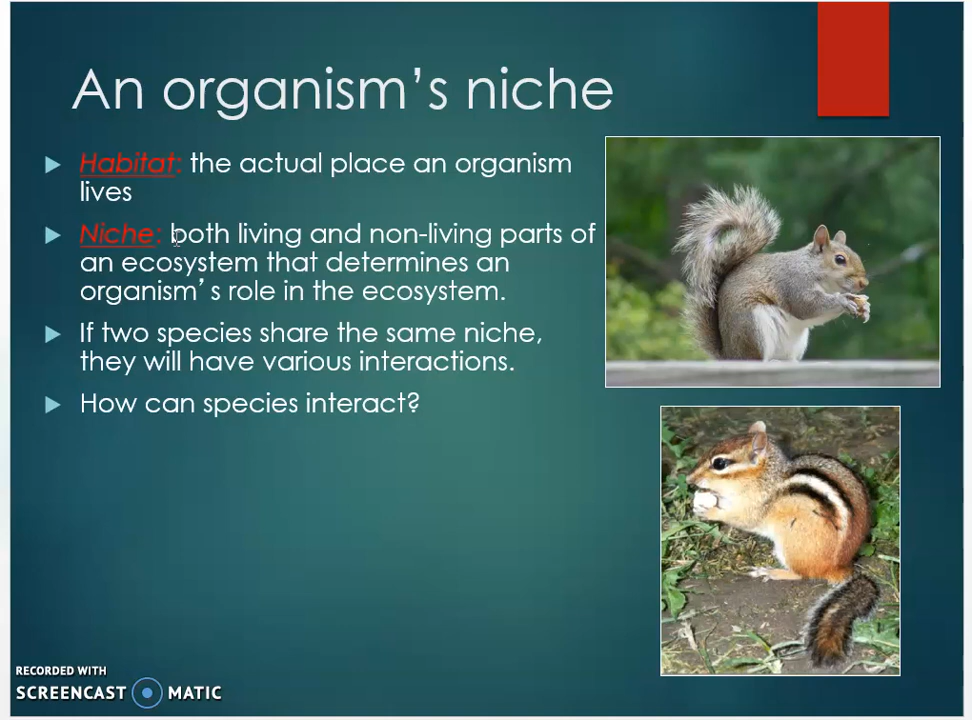 An organism’s niche
Habitat: the actual place an organism
lives
Niche: both living and non-living parts of
an ecosystem that determines an
organism’s role in the ecosystem.
If two species share the same niche,
they will have various interactions.
How can species interact?
RECORDED WITH
SCREENCAST MATIC